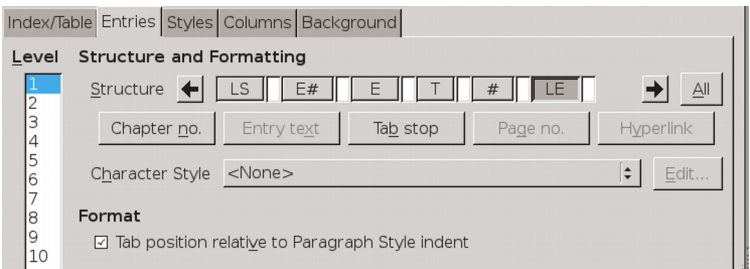 Index/Table Entries Styles Columns Background
Level Structure and Formatting
1 Structure LS E# E T # LE All
2
3 Chapter no. Entry text Tab stop Page no. Hyperlink
4
5
6 Character Style <None> Edit...
7
8 Format
9 Tab position relative to Paragraph Style indent
10